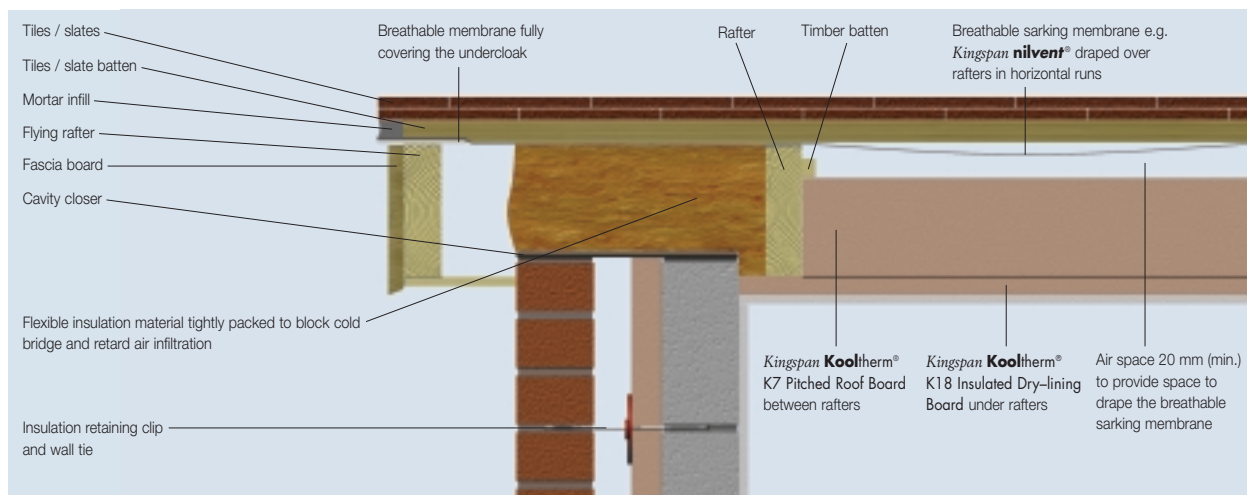 Tiles / slates
Tiles / slate batten
Mortar infill
Flying rafter
Fascia board
Cavity closer
Flexible insulation material tightly packed to block cold
bridge and retard air infiltration
Insulation retaining clip
and wall tie
Breathable membrane fully
covering the undercloak
Rafter
Timber batten
Breathable sarking membrane e.g.
Kingspan nilvent® draped over
rafters in horizontal runs
Kingspan Kooltherm®
K7 Pitched Roof Board
between rafters
Kingspan Kooltherm®
K18 Insulated Dry–lining
Board under rafters
Air space 20 mm (min.)
to provide space to
drape the breathable
sarking membrane